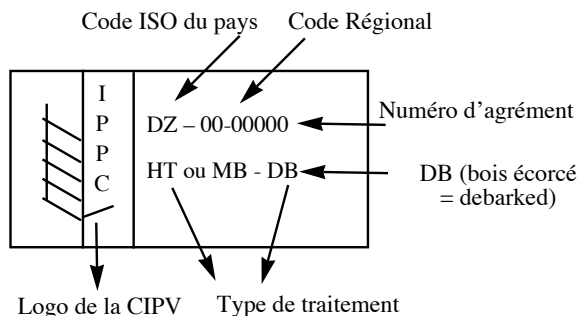 Code ISO du pays
Code Régional
I
P
P
C
DZ – 00-00000
Numéro d’agrément
HT ou MB - DB
DB (bois écorcé
= debarked)
Logo de la CIPV
Type de traitement